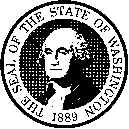 THE SEAL OF THE STATE OF WASHINGTON
1889